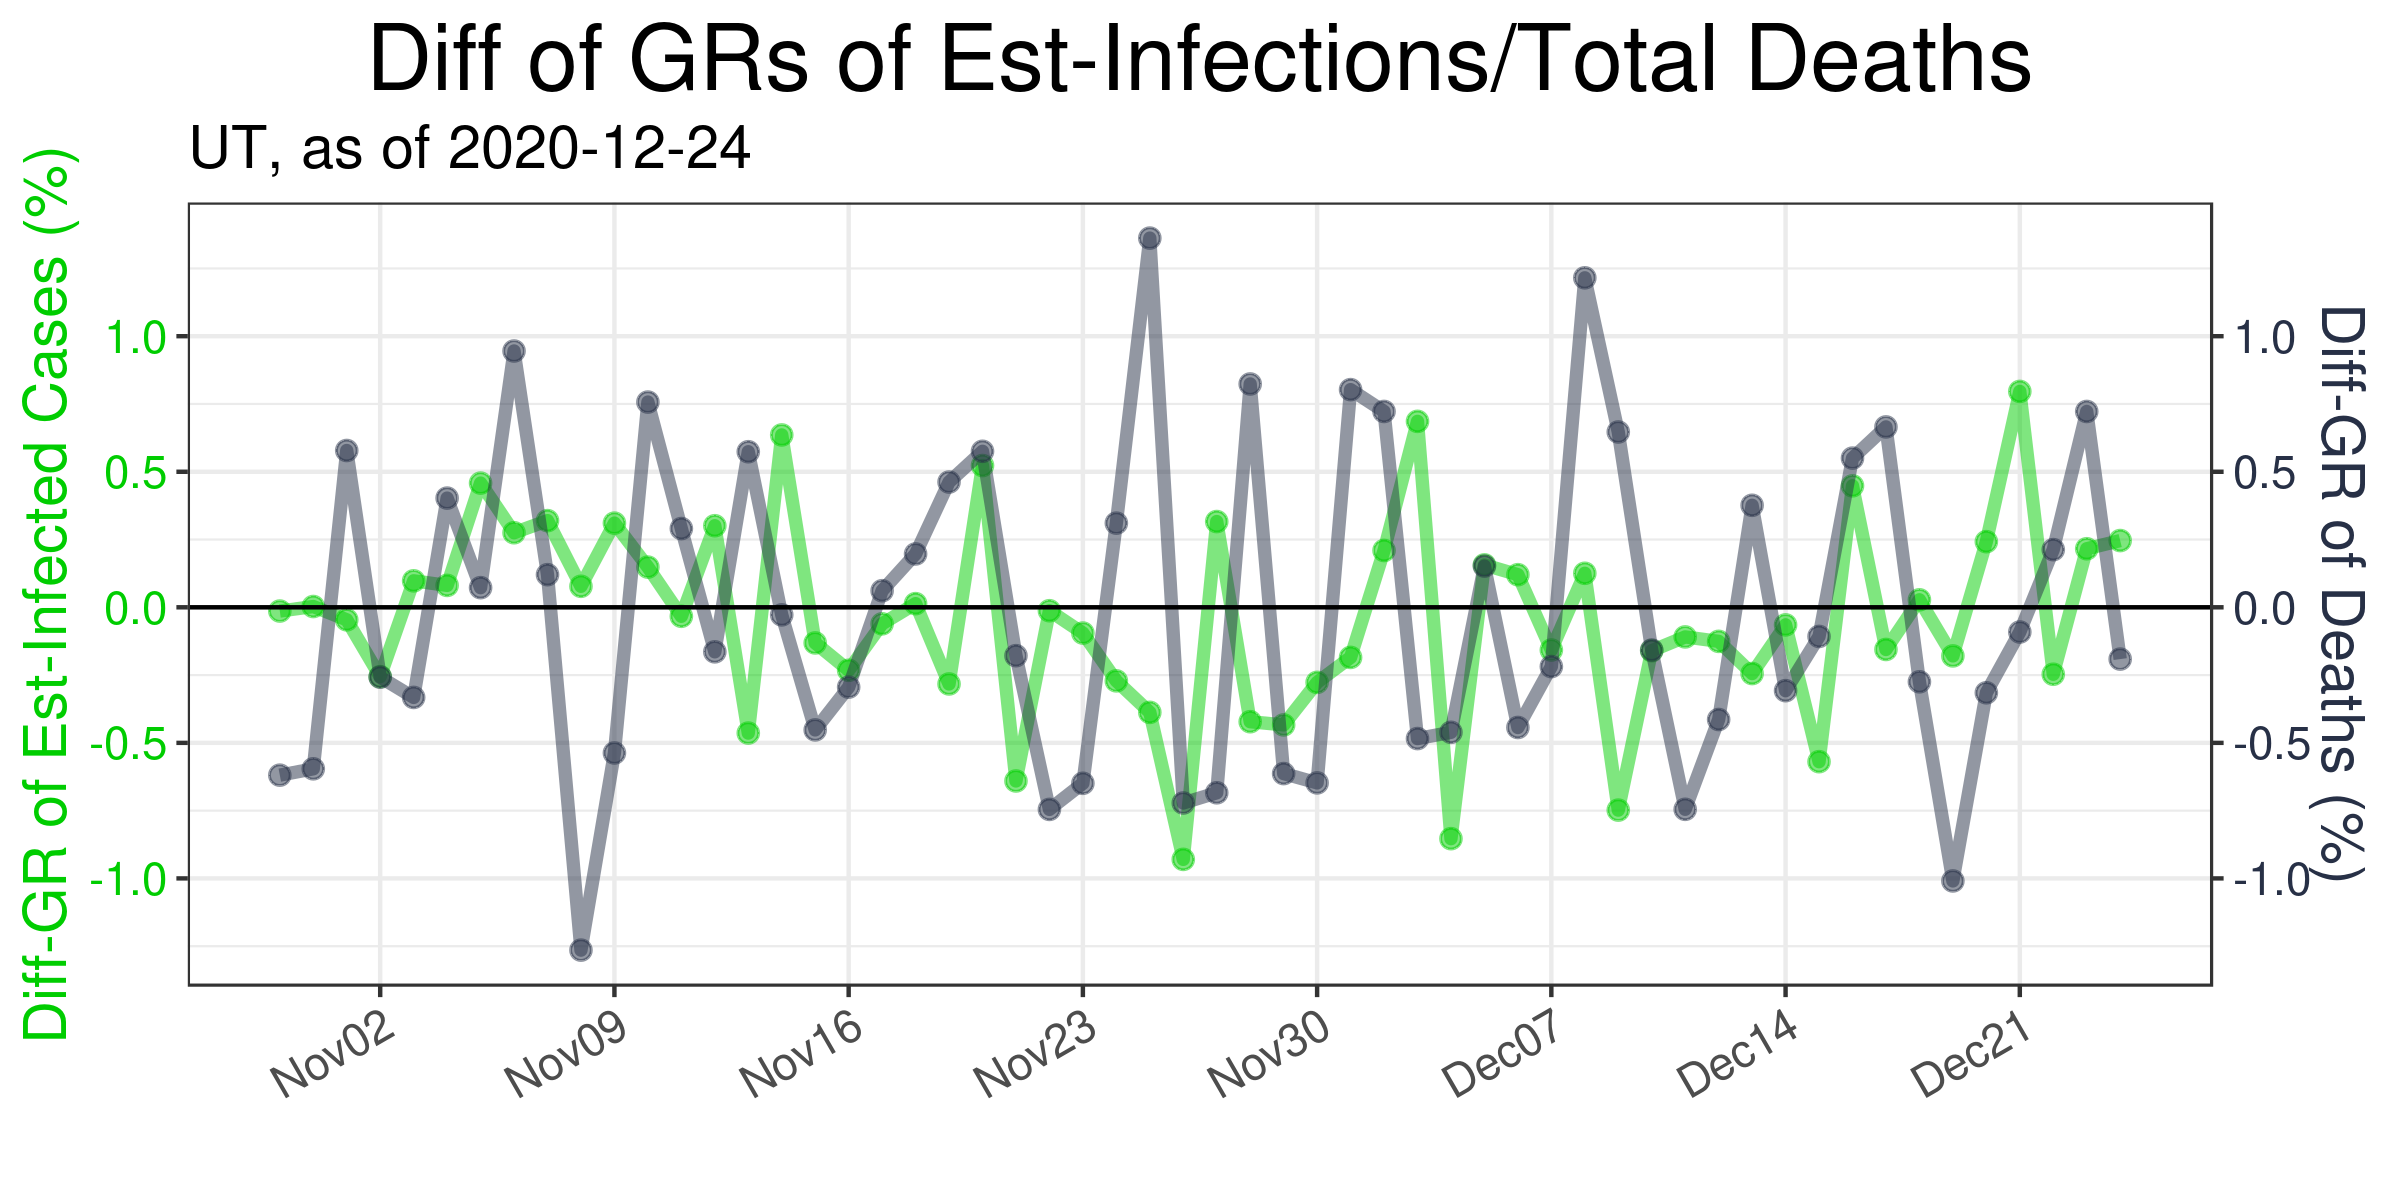 Diff of GRs of Est-Infections/Total Deaths
UT, as of 2020-12-24
Diff-GR of Est-Infected Cases (%)
1.0
0.5
0.0
-0.5
-1.0
1.0
0.5
0.0
-0.5
-1.0
Diff-GR of Deaths (%)
Nov02
Nov09
Nov16
Nov23
Nov30
Dec07
Dec14
Dec21